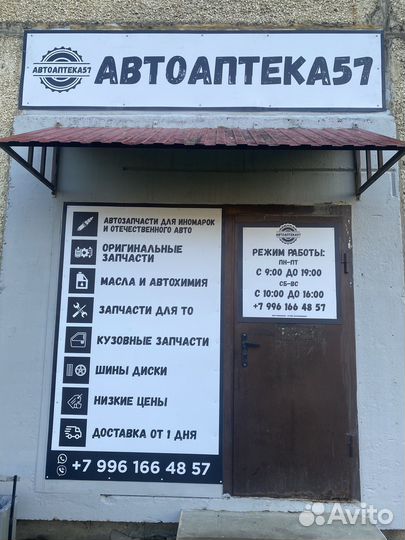 АВТОАПТЕКА57
АВТОАПТЕКА57
АВТОЗАПЧАСТИ ДЛЯ ИНОМАРОК
И ОТЕЧЕСТВЕННОГО АВТО
ОРИГИНАЛЬНЫЕ
ЗАПЧАСТИ
МАСЛА И АВТОХИМИЯ
ЗАПЧАСТИ ДЛЯ ТО
КУЗОВНЫЕ ЗАПЧАСТИ
ШИНЫ ДИСКИ
НИЗКИЕ ЦЕНЫ
ДОСТАВКА ОТ 1 ДНЯ
+7 996 166 48 57
АВТОАПТЕКА57
РЕЖИМ РАБОТЫ:
ПН-ПТ
С 9:00 ДО 19:00
СБ-ВС
С 10:00 ДО 16:00
+7 996 166 48 57
Avito